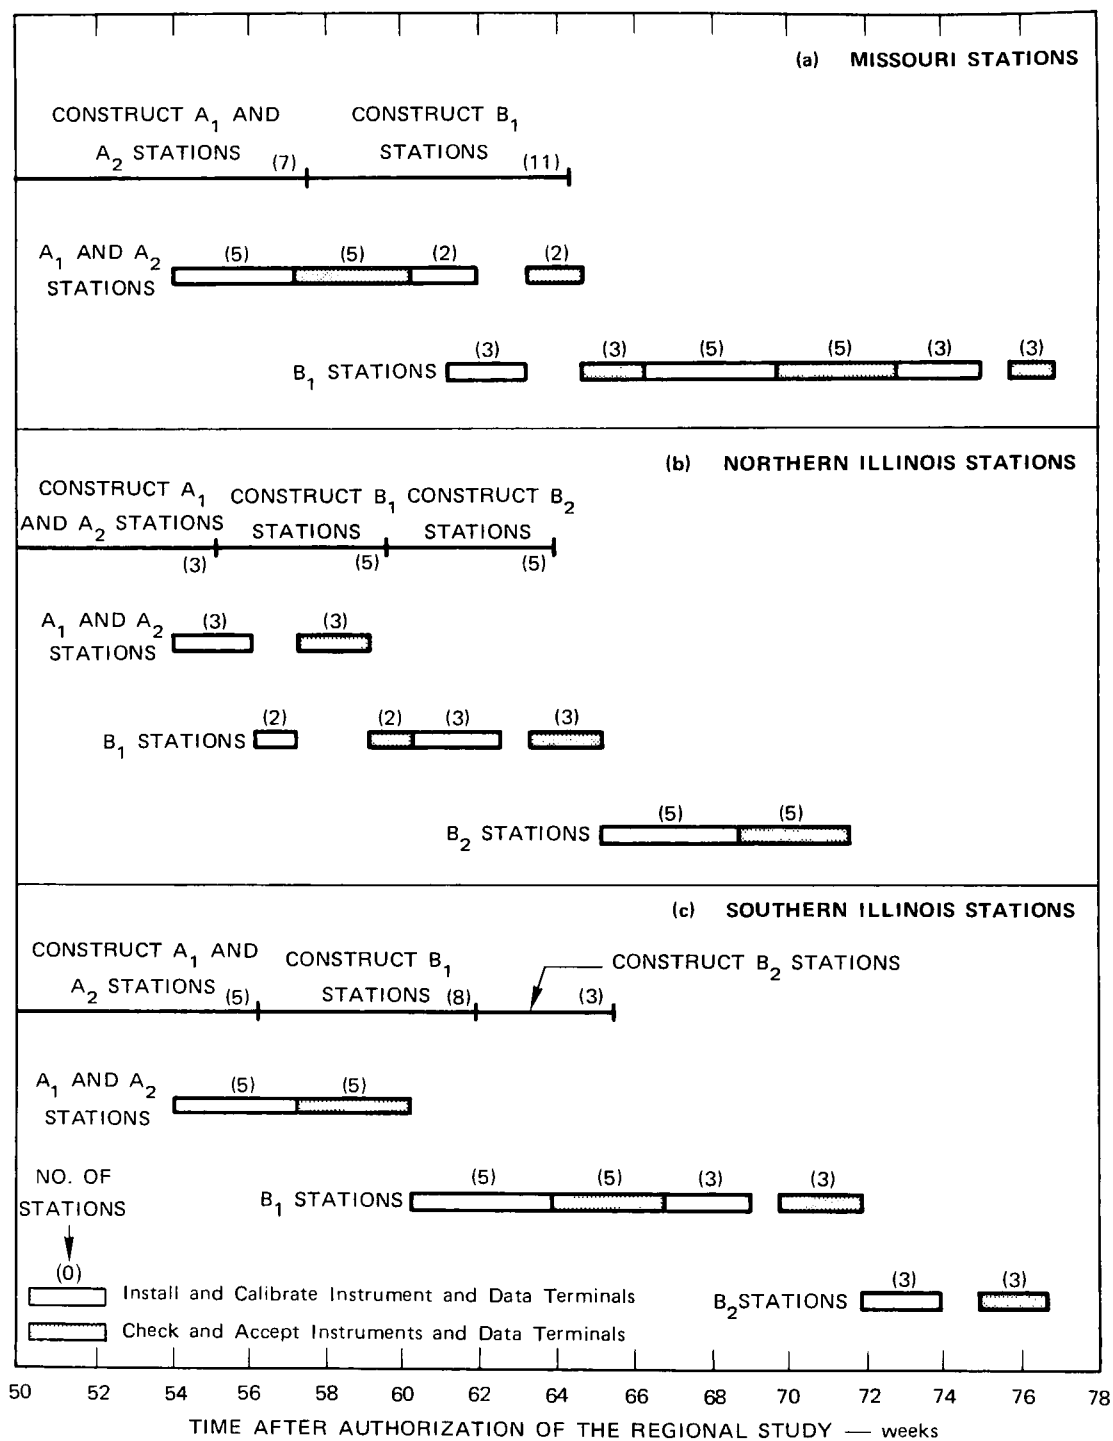 (a) MISSOURI STATIONS
CONSTRUCT A1 AND
A2 STATIONS
(7)
CONSTRUCT B1
STATIONS
(11)
A1 AND A2
STATIONS
(5) (5) (2) (2)
B1 STATIONS
(3) (3) (5) (5) (3) (3)
(b) NORTHERN ILLINOIS STATIONS
CONSTRUCT A1
AND A2 STATIONS
(3)
CONSTRUCT B1
STATIONS
(5)
CONSTRUCT B2
STATIONS
(5)
A1 AND A2
STATIONS
(3) (3)
B1 STATIONS
(2) (2) (3) (3)
B2 STATIONS
(5) (5)
(c) SOUTHERN ILLINOIS STATIONS
CONSTRUCT A1 AND
A2 STATIONS
(5)
CONSTRUCT B1
STATIONS
(8)
CONSTRUCT B2 STATIONS
(3)
A1 AND A2
STATIONS
(5) (5)
B1 STATIONS
(5) (5) (3) (3)
B2 STATIONS
(3) (3)
NO. OF
STATIONS
(0)
Install and Calibrate Instrument and Data Terminals
Check and Accept Instruments and Data Terminals
50 52 54 56 58 60 62 64 66 68 70 72 74 76 78
TIME AFTER AUTHORIZATION OF THE REGIONAL STUDY — weeks